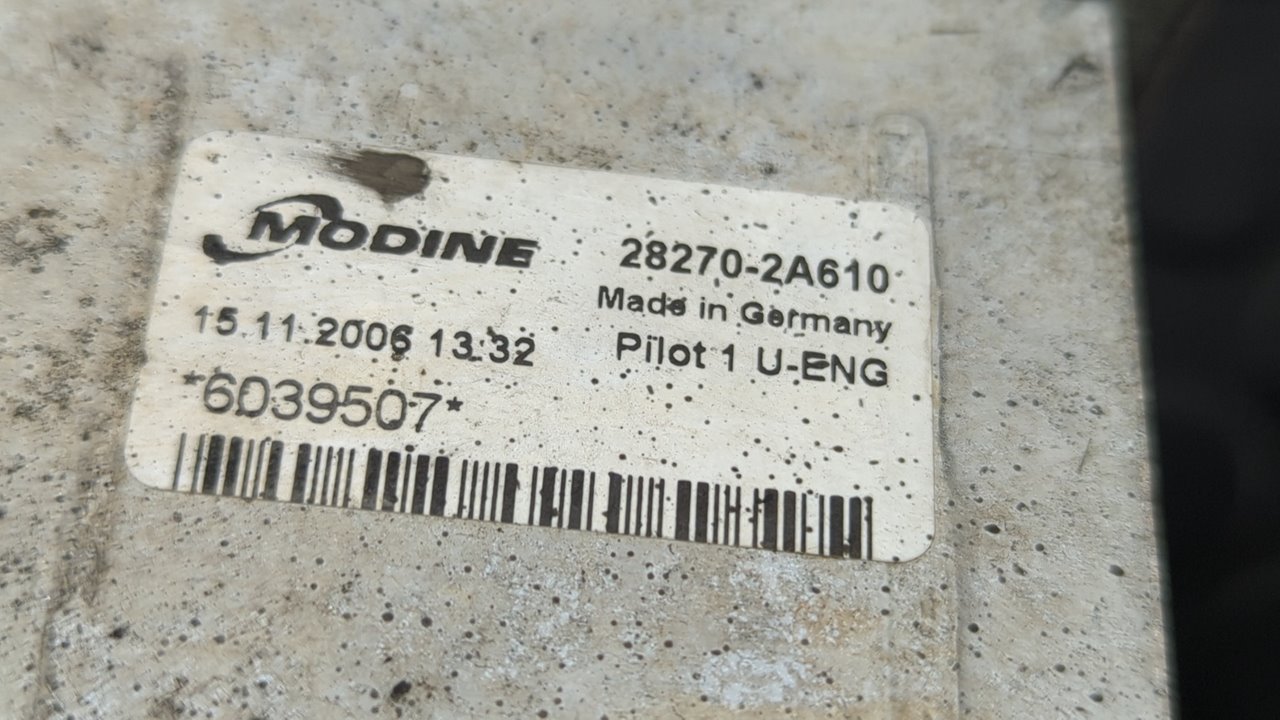 MODINE
28270-2A610
Made in Germany
15.11.2006 13:32
Pilot 1 U-ENG
*6039507*